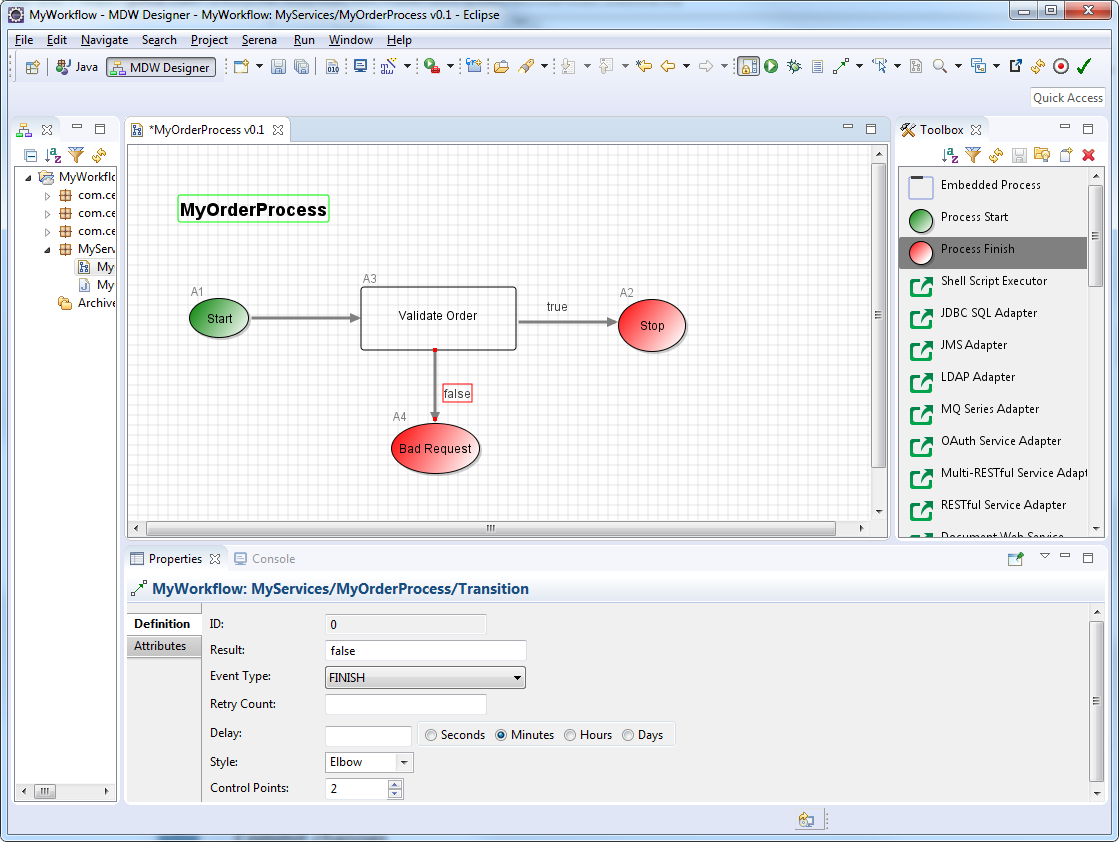 MyWorkflow - MDW Designer - MyWorkflow: MyServices/MyOrderProcess v0.1 - Eclipse
File Edit Navigate Search Project Serena Run Window Help
Java MDW Designer
Quick Access
*MyOrderProcess v0.1
Toolbox
MyWorkflo
com.ce
com.ce
com.ce
MySer
My
My
Archive
MyOrderProcess
A1
Start
A3
Validate Order
true
A2
Stop
false
A4
Bad Request
Embedded Process
Process Start
Process Finish
Shell Script Executor
JDBC SQL Adapter
JMS Adapter
LDAP Adapter
MQ Series Adapter
OAuth Service Adapter
Multi-RESTful Service Adapt
RESTful Service Adapter
Document Web Service
Properties Console
MyWorkflow: MyServices/MyOrderProcess/Transition
Definition
Attributes
ID: 0
Result: false
Event Type: FINISH
Retry Count:
Delay: Seconds Minutes Hours Days
Style: Elbow
Control Points: 2